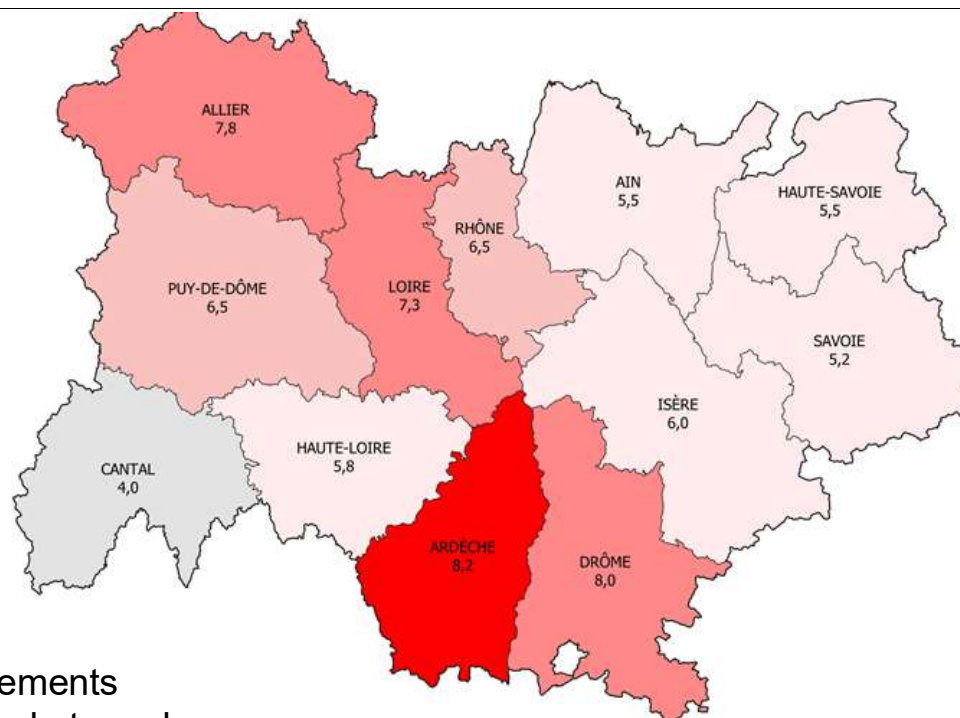 ALLIER
7,8
AIN
5,5
HAUTE-SAVOIE
5,5
RHÔNE
6,5
PUY-DE-DÔME
6,5
LOIRE
7,3
SAVOIE
5,2
ISÈRE
6,0
HAUTE-LOIRE
5,8
CANTAL
4,0
ARDÈCHE
8,2
DRÔME
8,0
ements